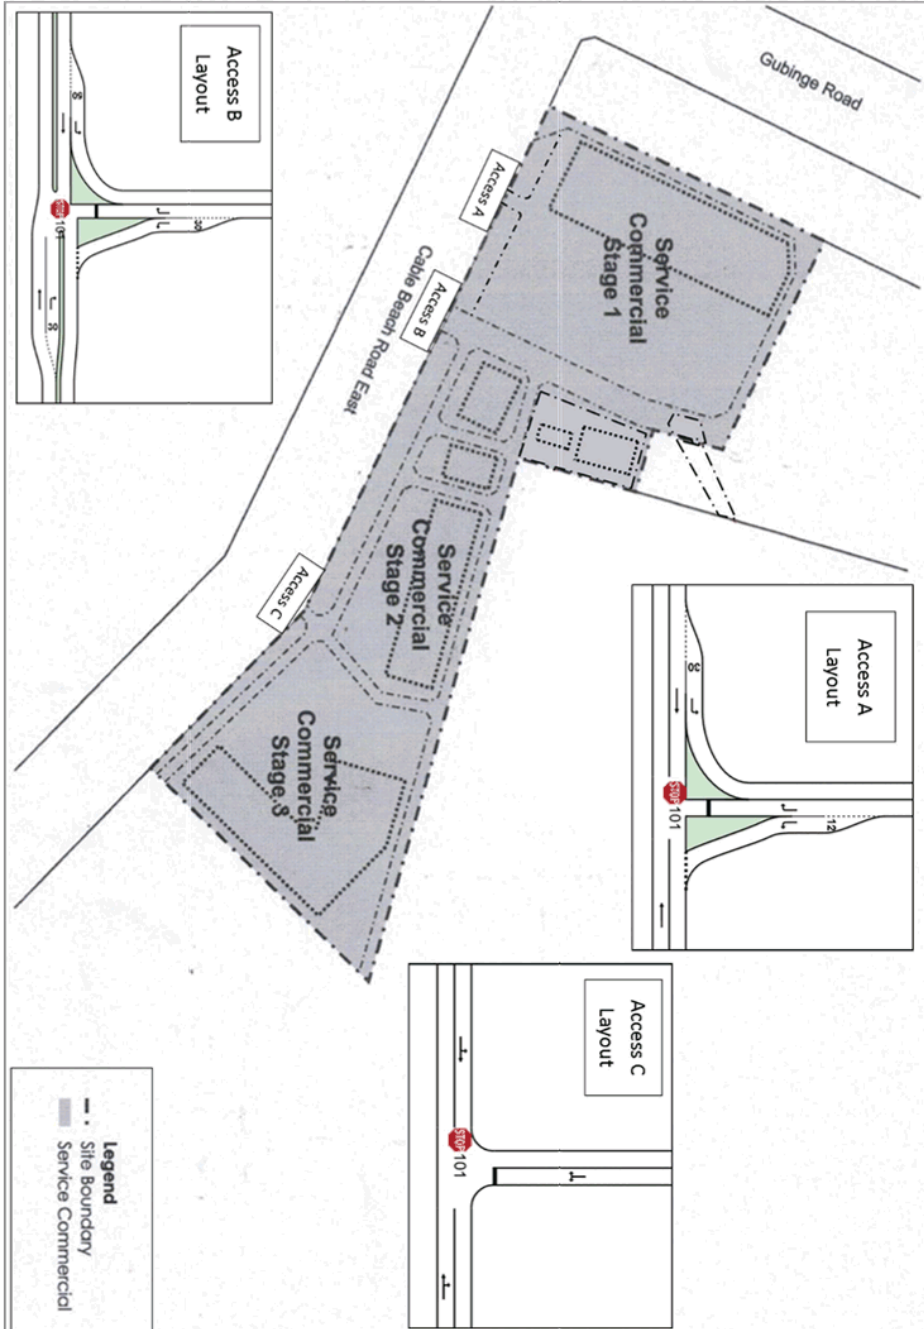 Access B
Layout
30
STOP
101
30
30
Gubinge Road
Access A
Service
Commercial
Stage 1
Access B
Cable Beach Road East
Service
Commercial
Stage 2
Access C
Service
Commercial
Stage 3
Access A
Layout
30
12
STOP
101
Access C
Layout
STOP
101
Legend
Site Boundary
Service Commercial